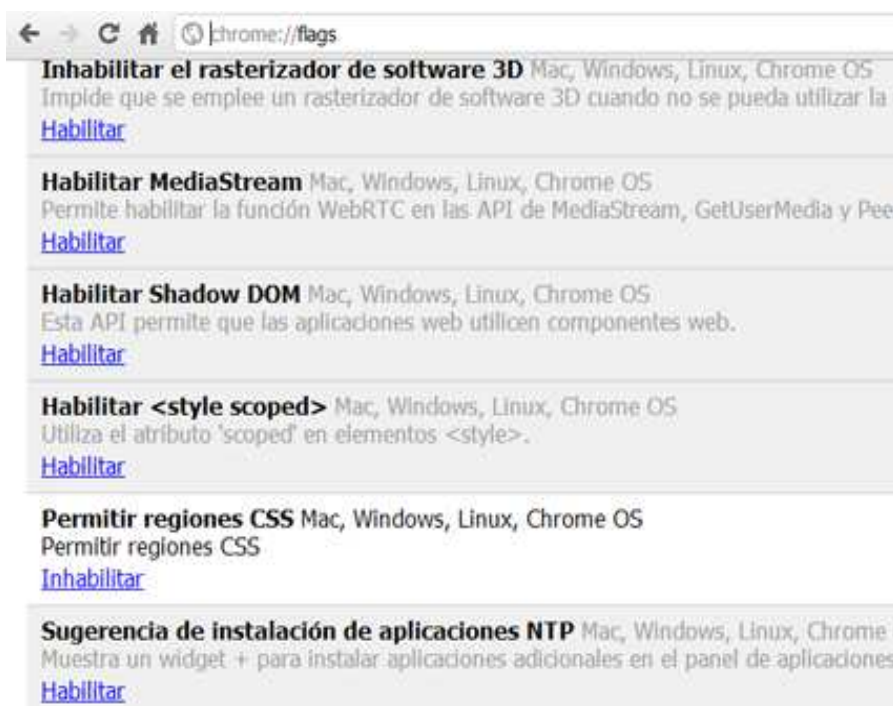 chrome://flags
Inhabilitar el rasterizador de software 3D Mac, Windows, Linux, Chrome OS
Impide que se emplee un rasterizador de software 3D cuando no se pueda utilizar la
Habilitar
Habilitar MediaStream Mac, Windows, Linux, Chrome OS
Permite habilitar la función WebRTC en las API de MediaStream, GetUserMedia y Pee
Habilitar
Habilitar Shadow DOM Mac, Windows, Linux, Chrome OS
Esta API permite que las aplicaciones web utilicen componentes web.
Habilitar
Habilitar <style scoped> Mac, Windows, Linux, Chrome OS
Utiliza el atributo 'scoped' en elementos <style>.
Habilitar
Permitir regiones CSS Mac, Windows, Linux, Chrome OS
Permitir regiones CSS
Inhabilitar
Sugerencia de instalación de aplicaciones NTP Mac, Windows, Linux, Chrome
Muestra un widget + para instalar aplicaciones adicionales en el panel de aplicaciones
Habilitar